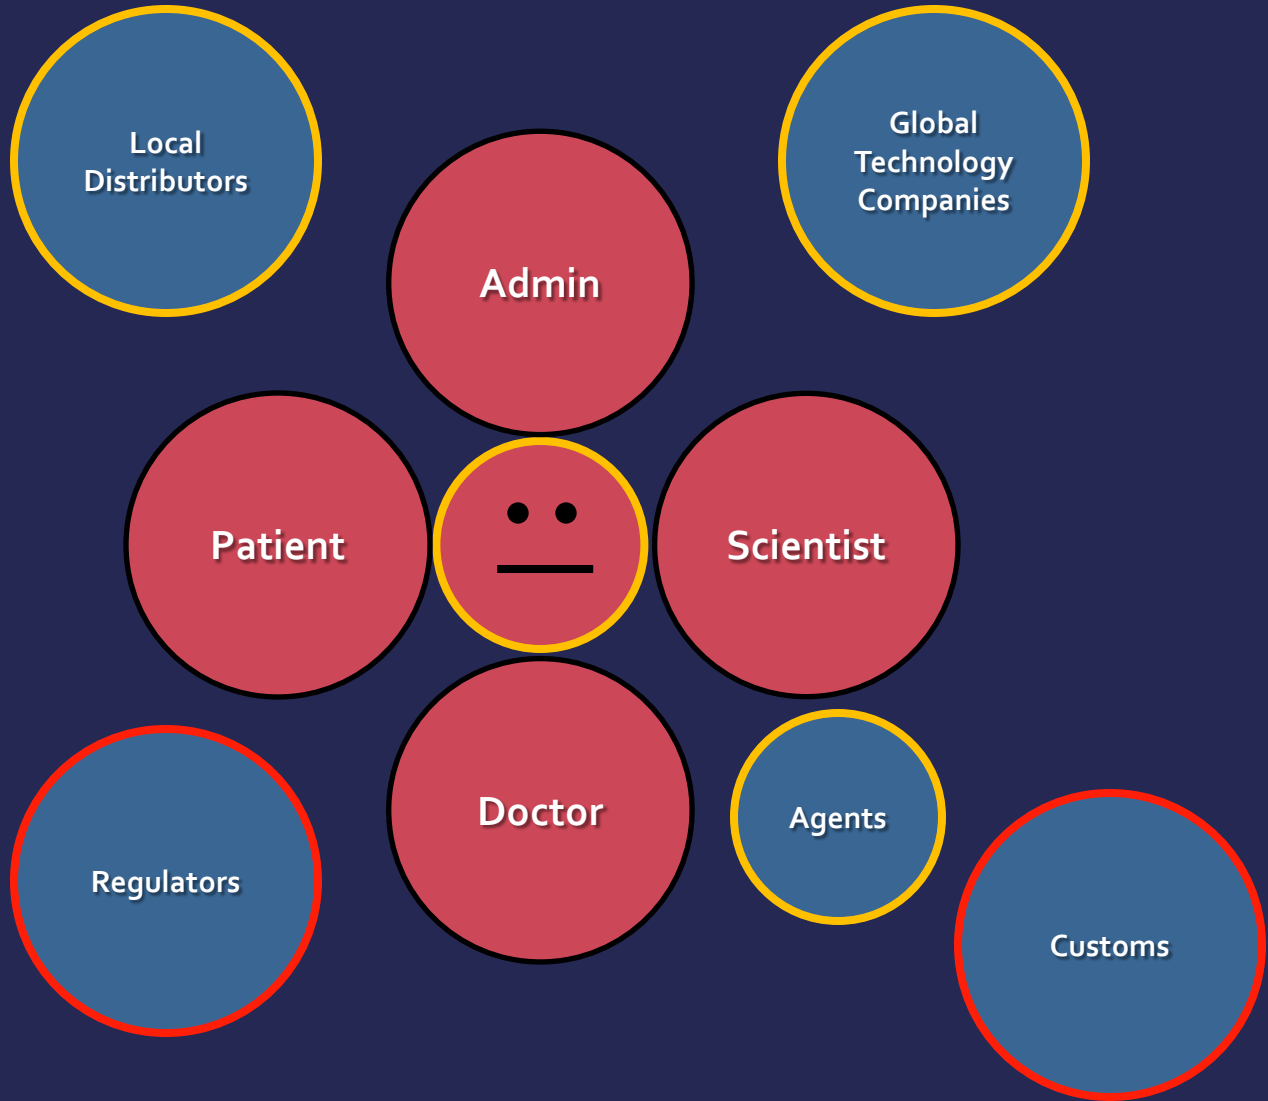 Local
Distributors
Global
Technology
Companies
Admin
Patient
Scientist
Doctor
Agents
Regulators
Customs